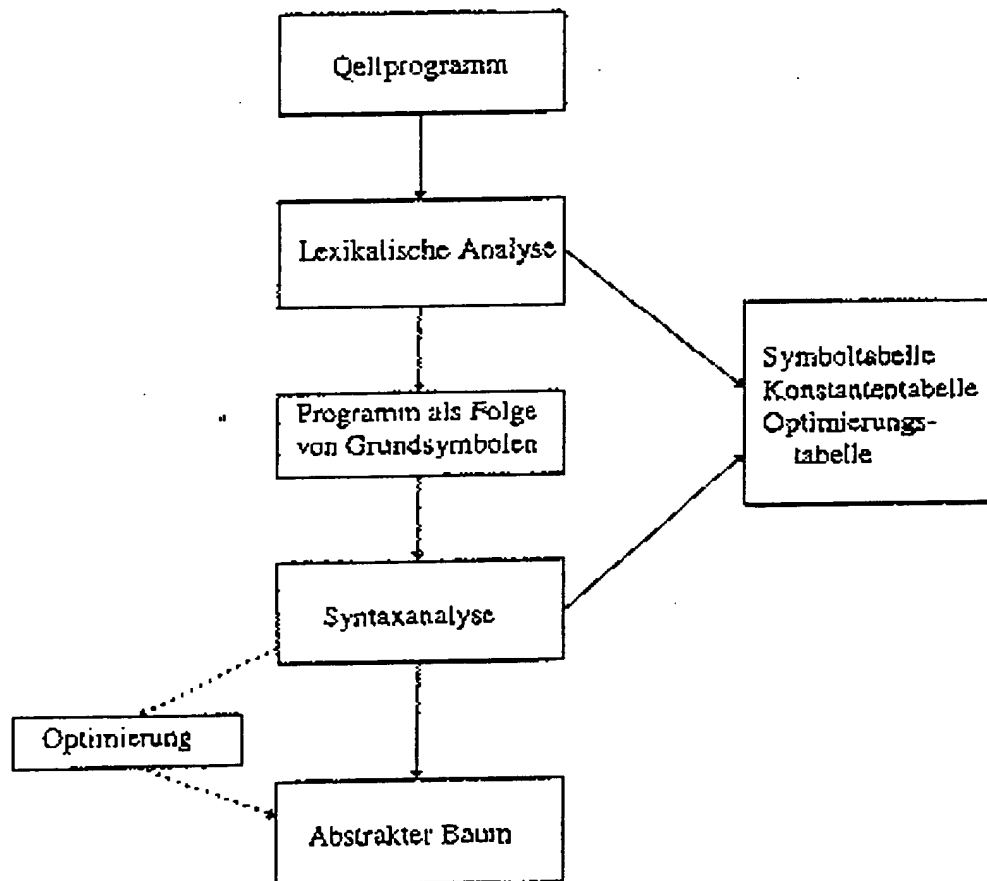 Qellprogramm
Lexikalische Analyse
Symboltabelle
Konstantentabelle
Optimierungs-
tabelle
Programm als Folge
von Grundsymbolen
Syntaxanalyse
Optimierung
Abstrakter Baum